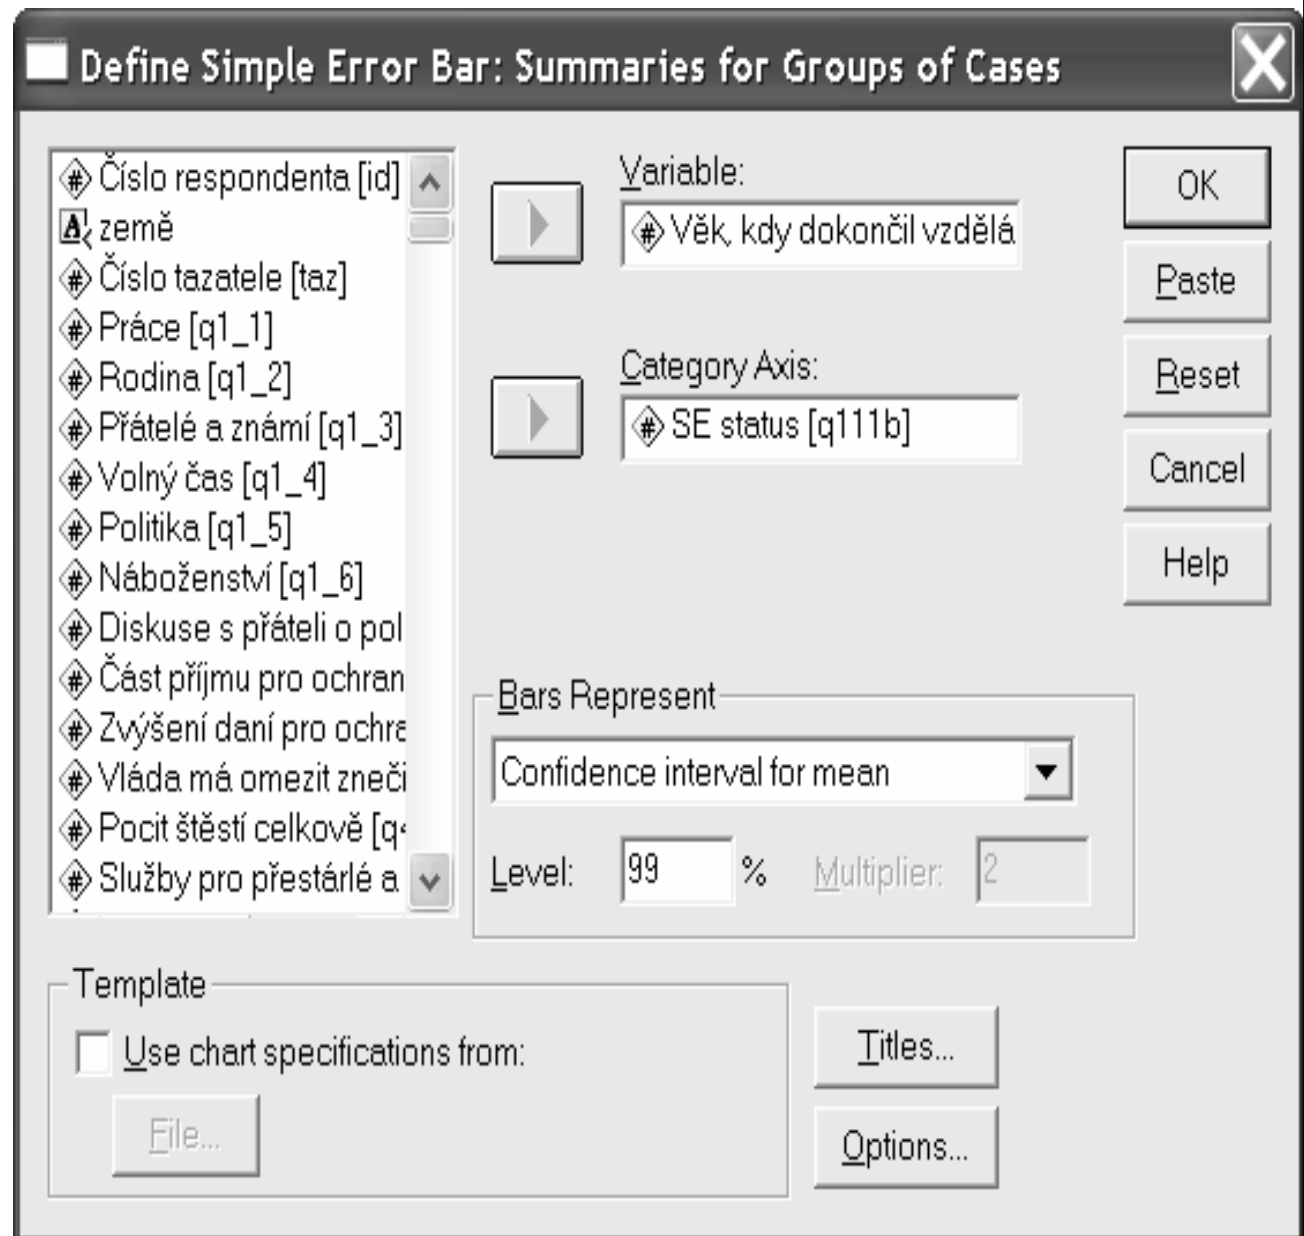 Define Simple Error Bar: Summaries for Groups of Cases
Číslo respondenta [id]
země
Číslo tazatele [taz]
Práce [q1_1]
Rodina [q1_2]
Přátelé a známí [q1_3]
Volný čas [q1_4]
Politika [q1_5]
Náboženství [q1_6]
Diskuse s přáteli o pol
Část příjmu pro ochran
Zvýšení daní pro ochra
Vláda má omezit zneči
Pocit štěstí celkově [q4
Služby pro přestárlé a
Variable:
Věk, kdy dokončil vzdělá
Category Axis:
SE status [q111b]
OK
Paste
Reset
Cancel
Help
Bars Represent
Confidence interval for mean
Level: 99 % Multiplier: 2
Template
Use chart specifications from:
File...
Titles...
Options...